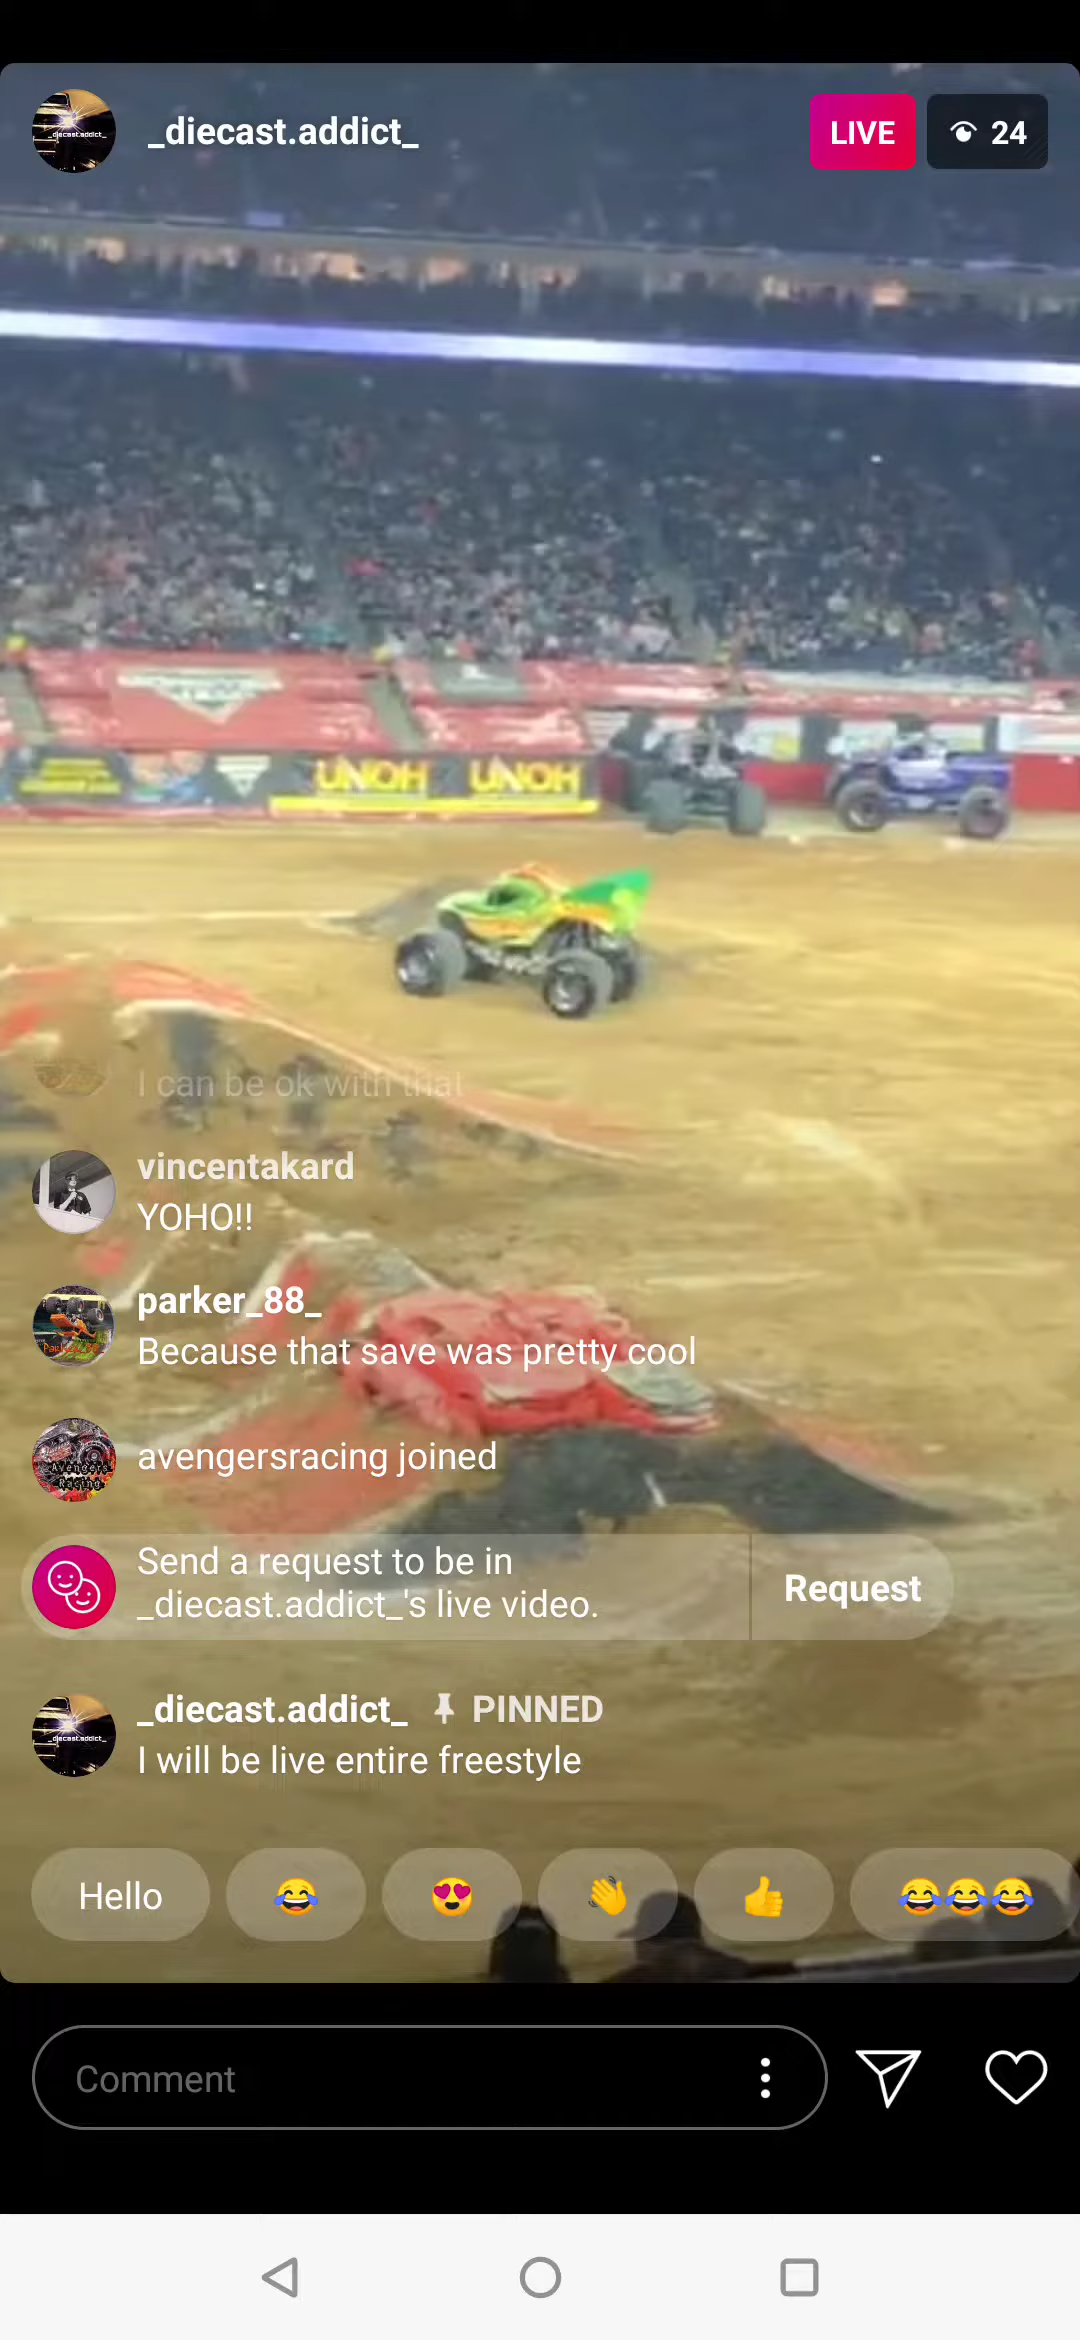 _diecast.addict_
LIVE
24
UNOH UNOH
I can be ok with that
vincentakard
YOHO!!
parker_88_
Because that save was pretty cool
avengersracing joined
Send a request to be in
_diecast.addict_'s live video.
Request
_diecast.addict_ PINNED
I will be live entire freestyle
Hello
Comment